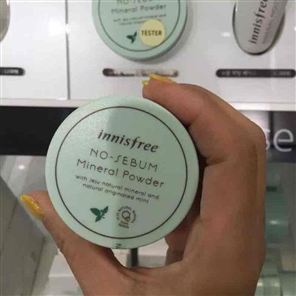 NO-SEBUM
Mineral Powder
TESTER
innisfree
innisfree
NO-SEBUM
Mineral Powder
with Jeju natural mineral and
natural originated mint